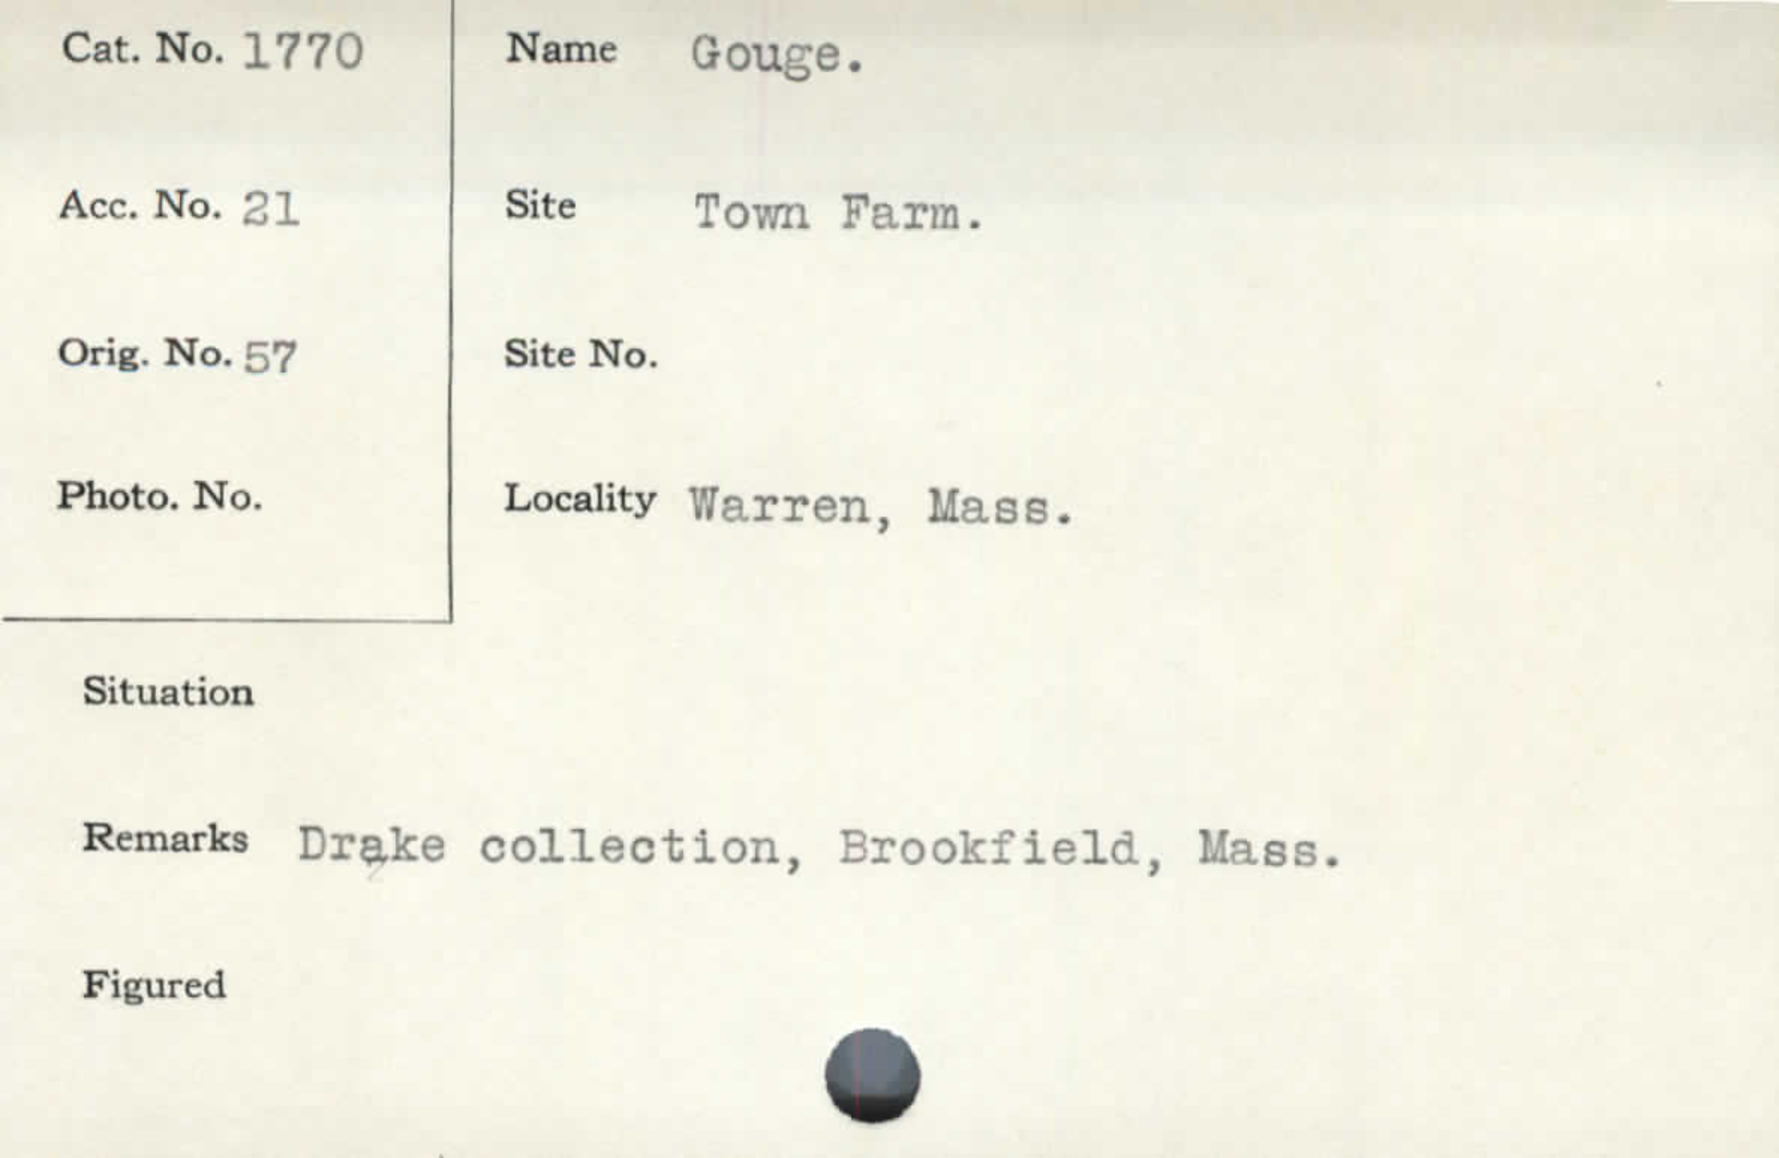 Cat. No. 1770
Name Gouge.
Acc. No. 21
Site Town Farm.
Orig. No. 57
Site No.
Photo. No.
Locality Warren, Mass.
Situation
Remarks Drake collection, Brookfield, Mass.
Figured